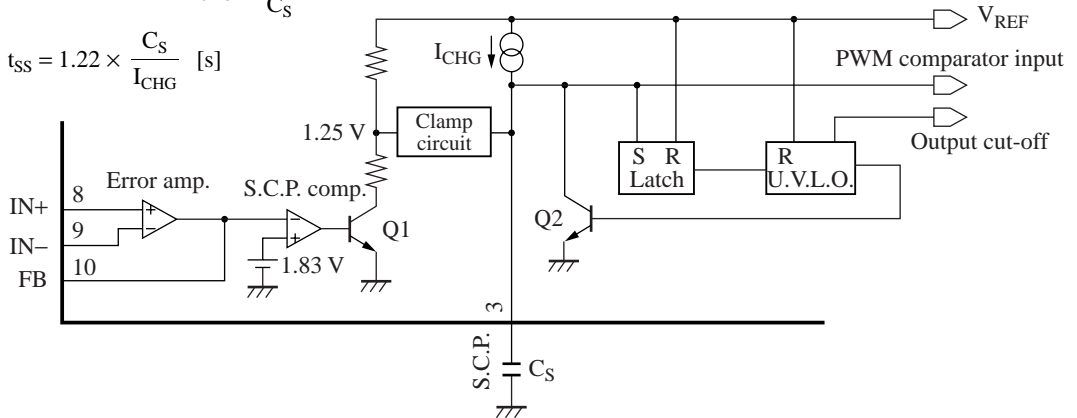 C_S
t_SS = 1.22 × C_S / I_CHG [s]
V_REF
I_CHG
PWM comparator input
1.25 V
Clamp
circuit
Output cut-off
S R
Latch
R
U.V.L.O.
Error amp.
S.C.P. comp.
IN+
8
+
−
−
+
IN−
9
Q1
Q2
FB
10
1.83 V
3
S.C.P.
C_S